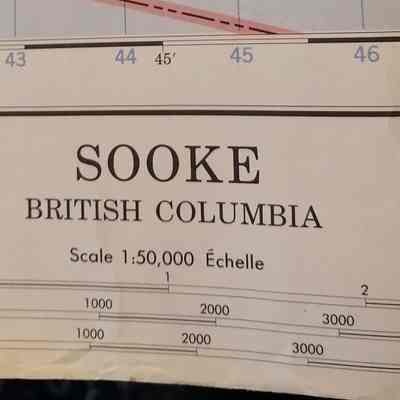 43 44 45' 45 46
SOOKE
BRITISH COLUMBIA
Scale 1:50,000 Échelle
1 2
1000 2000 3000
1000 2000 3000